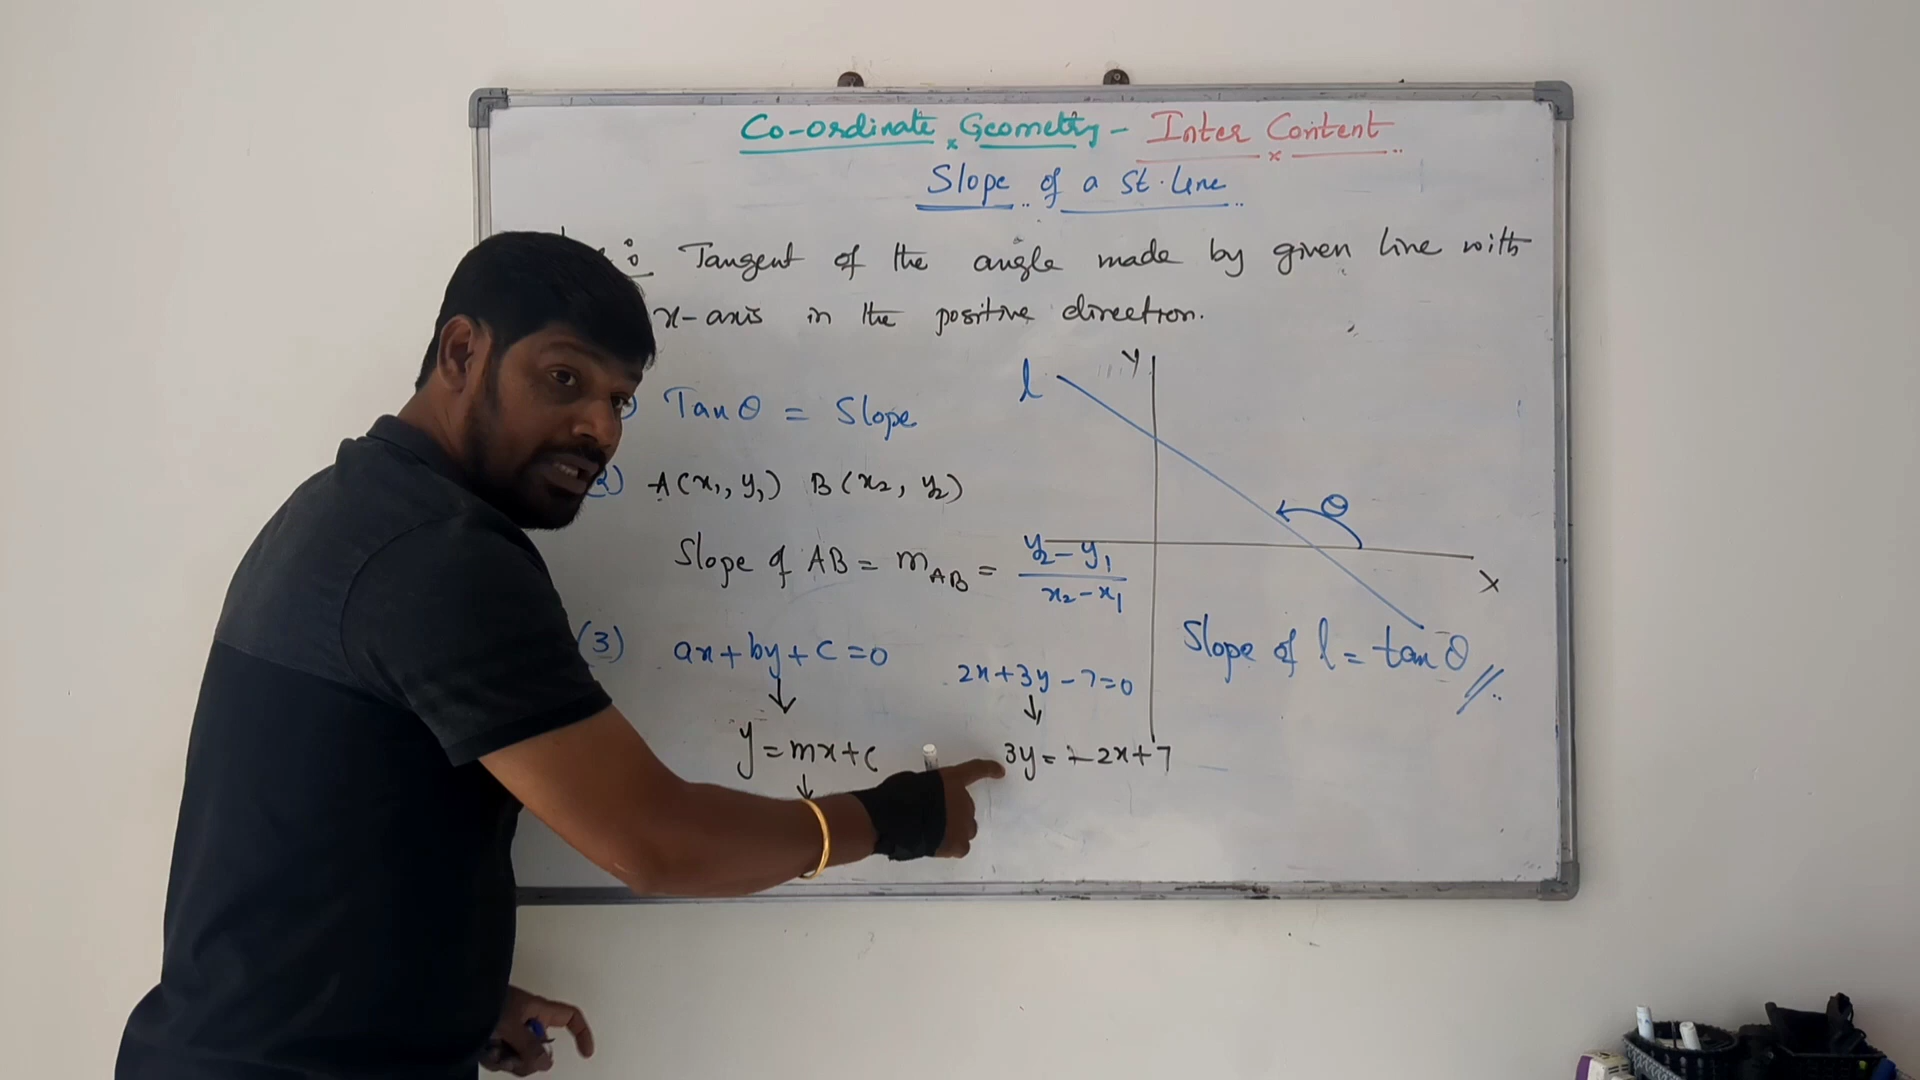 Co-ordinate Geometry - Inter Content
Slope of a St. line
Tangent of the angle made by given line with
x-axis in the positive direction.
Tan θ = Slope
(2) A(x₁, y₁) B(x₂, y₂)
Slope of AB = m_AB = (y₂ - y₁)/(x₂ - x₁)
(3) ax+by+c=0
↓
y = mx+c
↓
2x+3y-7=0
↓
3y = -2x+7
l
Y
θ
X
Slope of l = tan θ //..